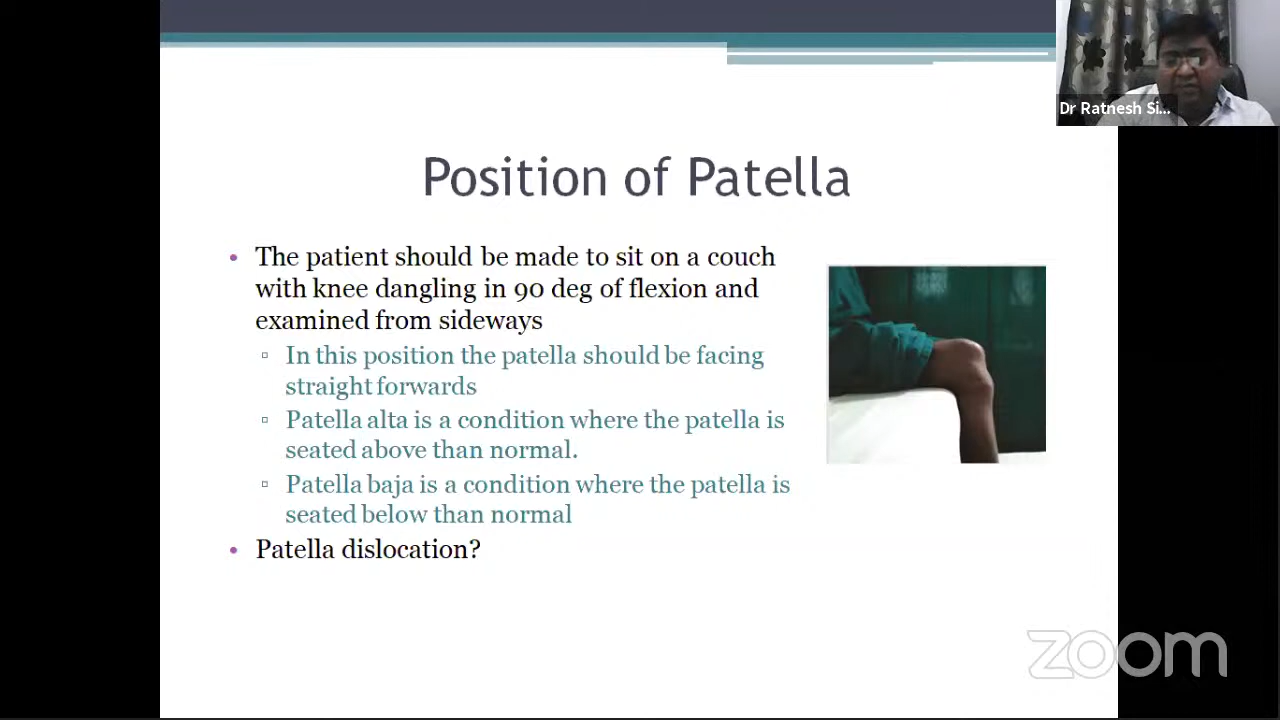 Dr Ratnesh Si...
Position of Patella
• The patient should be made to sit on a couch
with knee dangling in 90 deg of flexion and
examined from sideways
▫ In this position the patella should be facing
straight forwards
▫ Patella alta is a condition where the patella is
seated above than normal.
▫ Patella baja is a condition where the patella is
seated below than normal
• Patella dislocation?
zoom